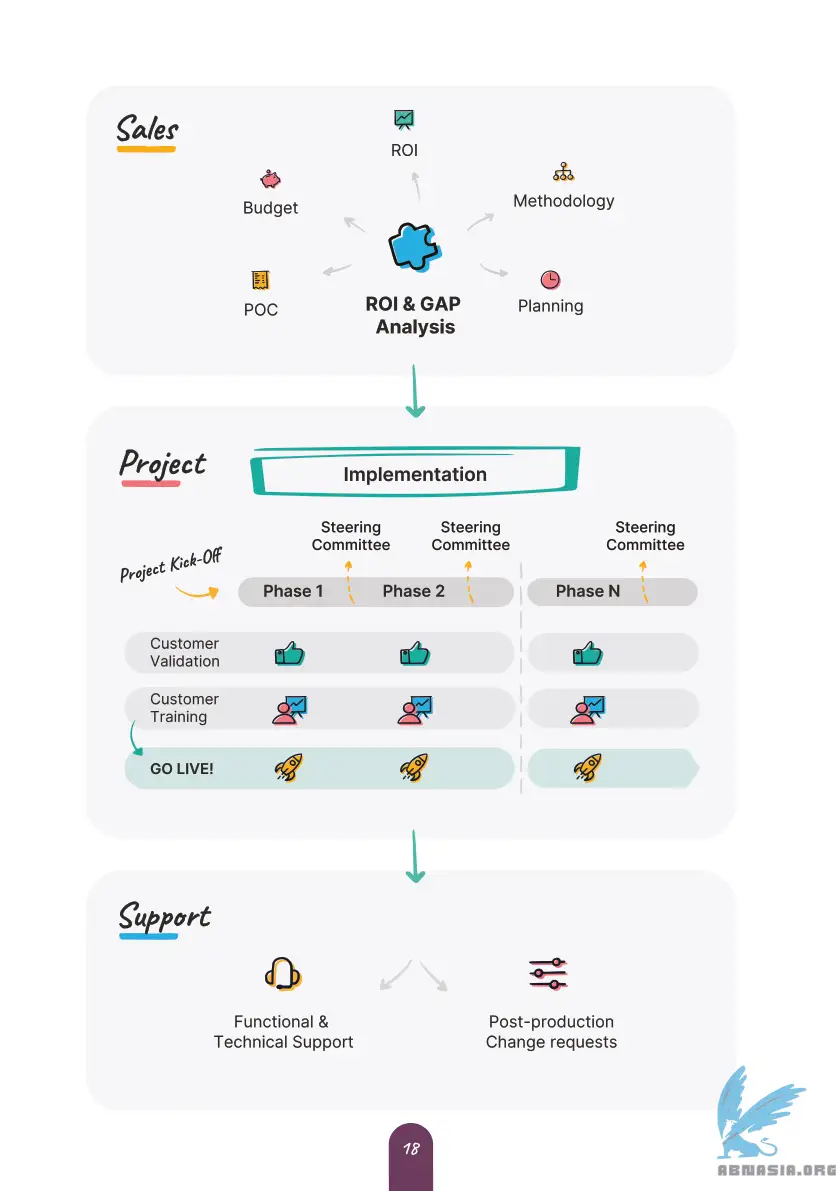 Sales
ROI
Budget
Methodology
POC
ROI & GAP
Analysis
Planning
Project
Implementation
Steering
Committee
Steering
Committee
Steering
Committee
Project Kick-Off
Phase 1
Phase 2
Phase N
Customer
Validation
Customer
Training
GO LIVE!
Support
Functional &
Technical Support
Post-production
Change requests
18
ABNASIA.ORG